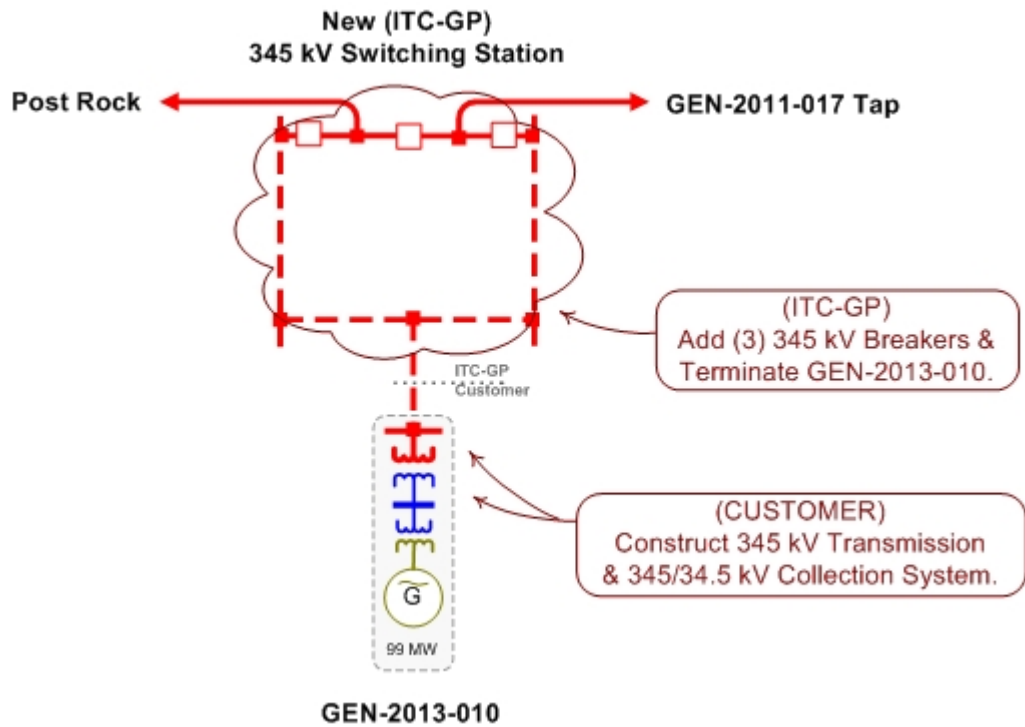 New (ITC-GP)
345 kV Switching Station
Post Rock
GEN-2011-017 Tap
(ITC-GP)
Add (3) 345 kV Breakers &
Terminate GEN-2013-010.
ITC-GP
Customer
(CUSTOMER)
Construct 345 kV Transmission
& 345/34.5 kV Collection System.
G
99 MW
GEN-2013-010